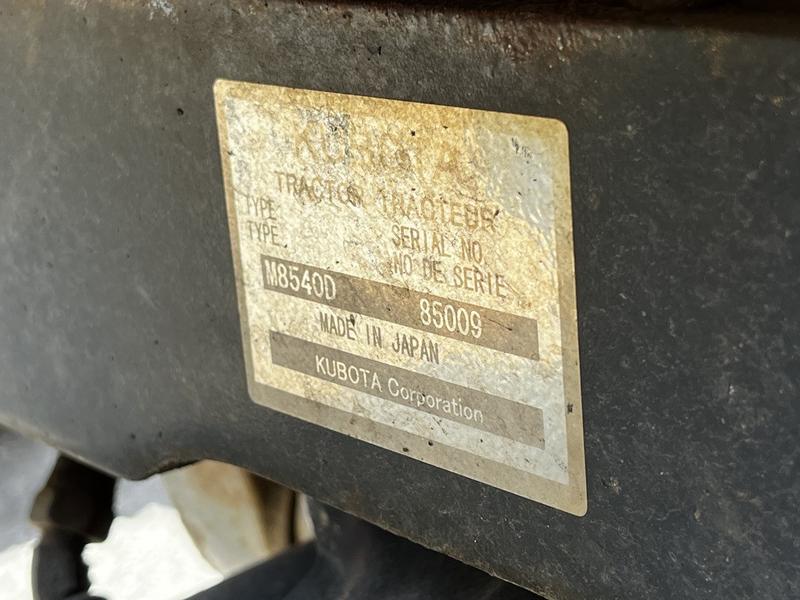 KUBOTA
TRACTOR TRACTEUR
TYPE SERIAL NO.
TYPE NO DE SERIE
M8540D 85009
MADE IN JAPAN
KUBOTA Corporation